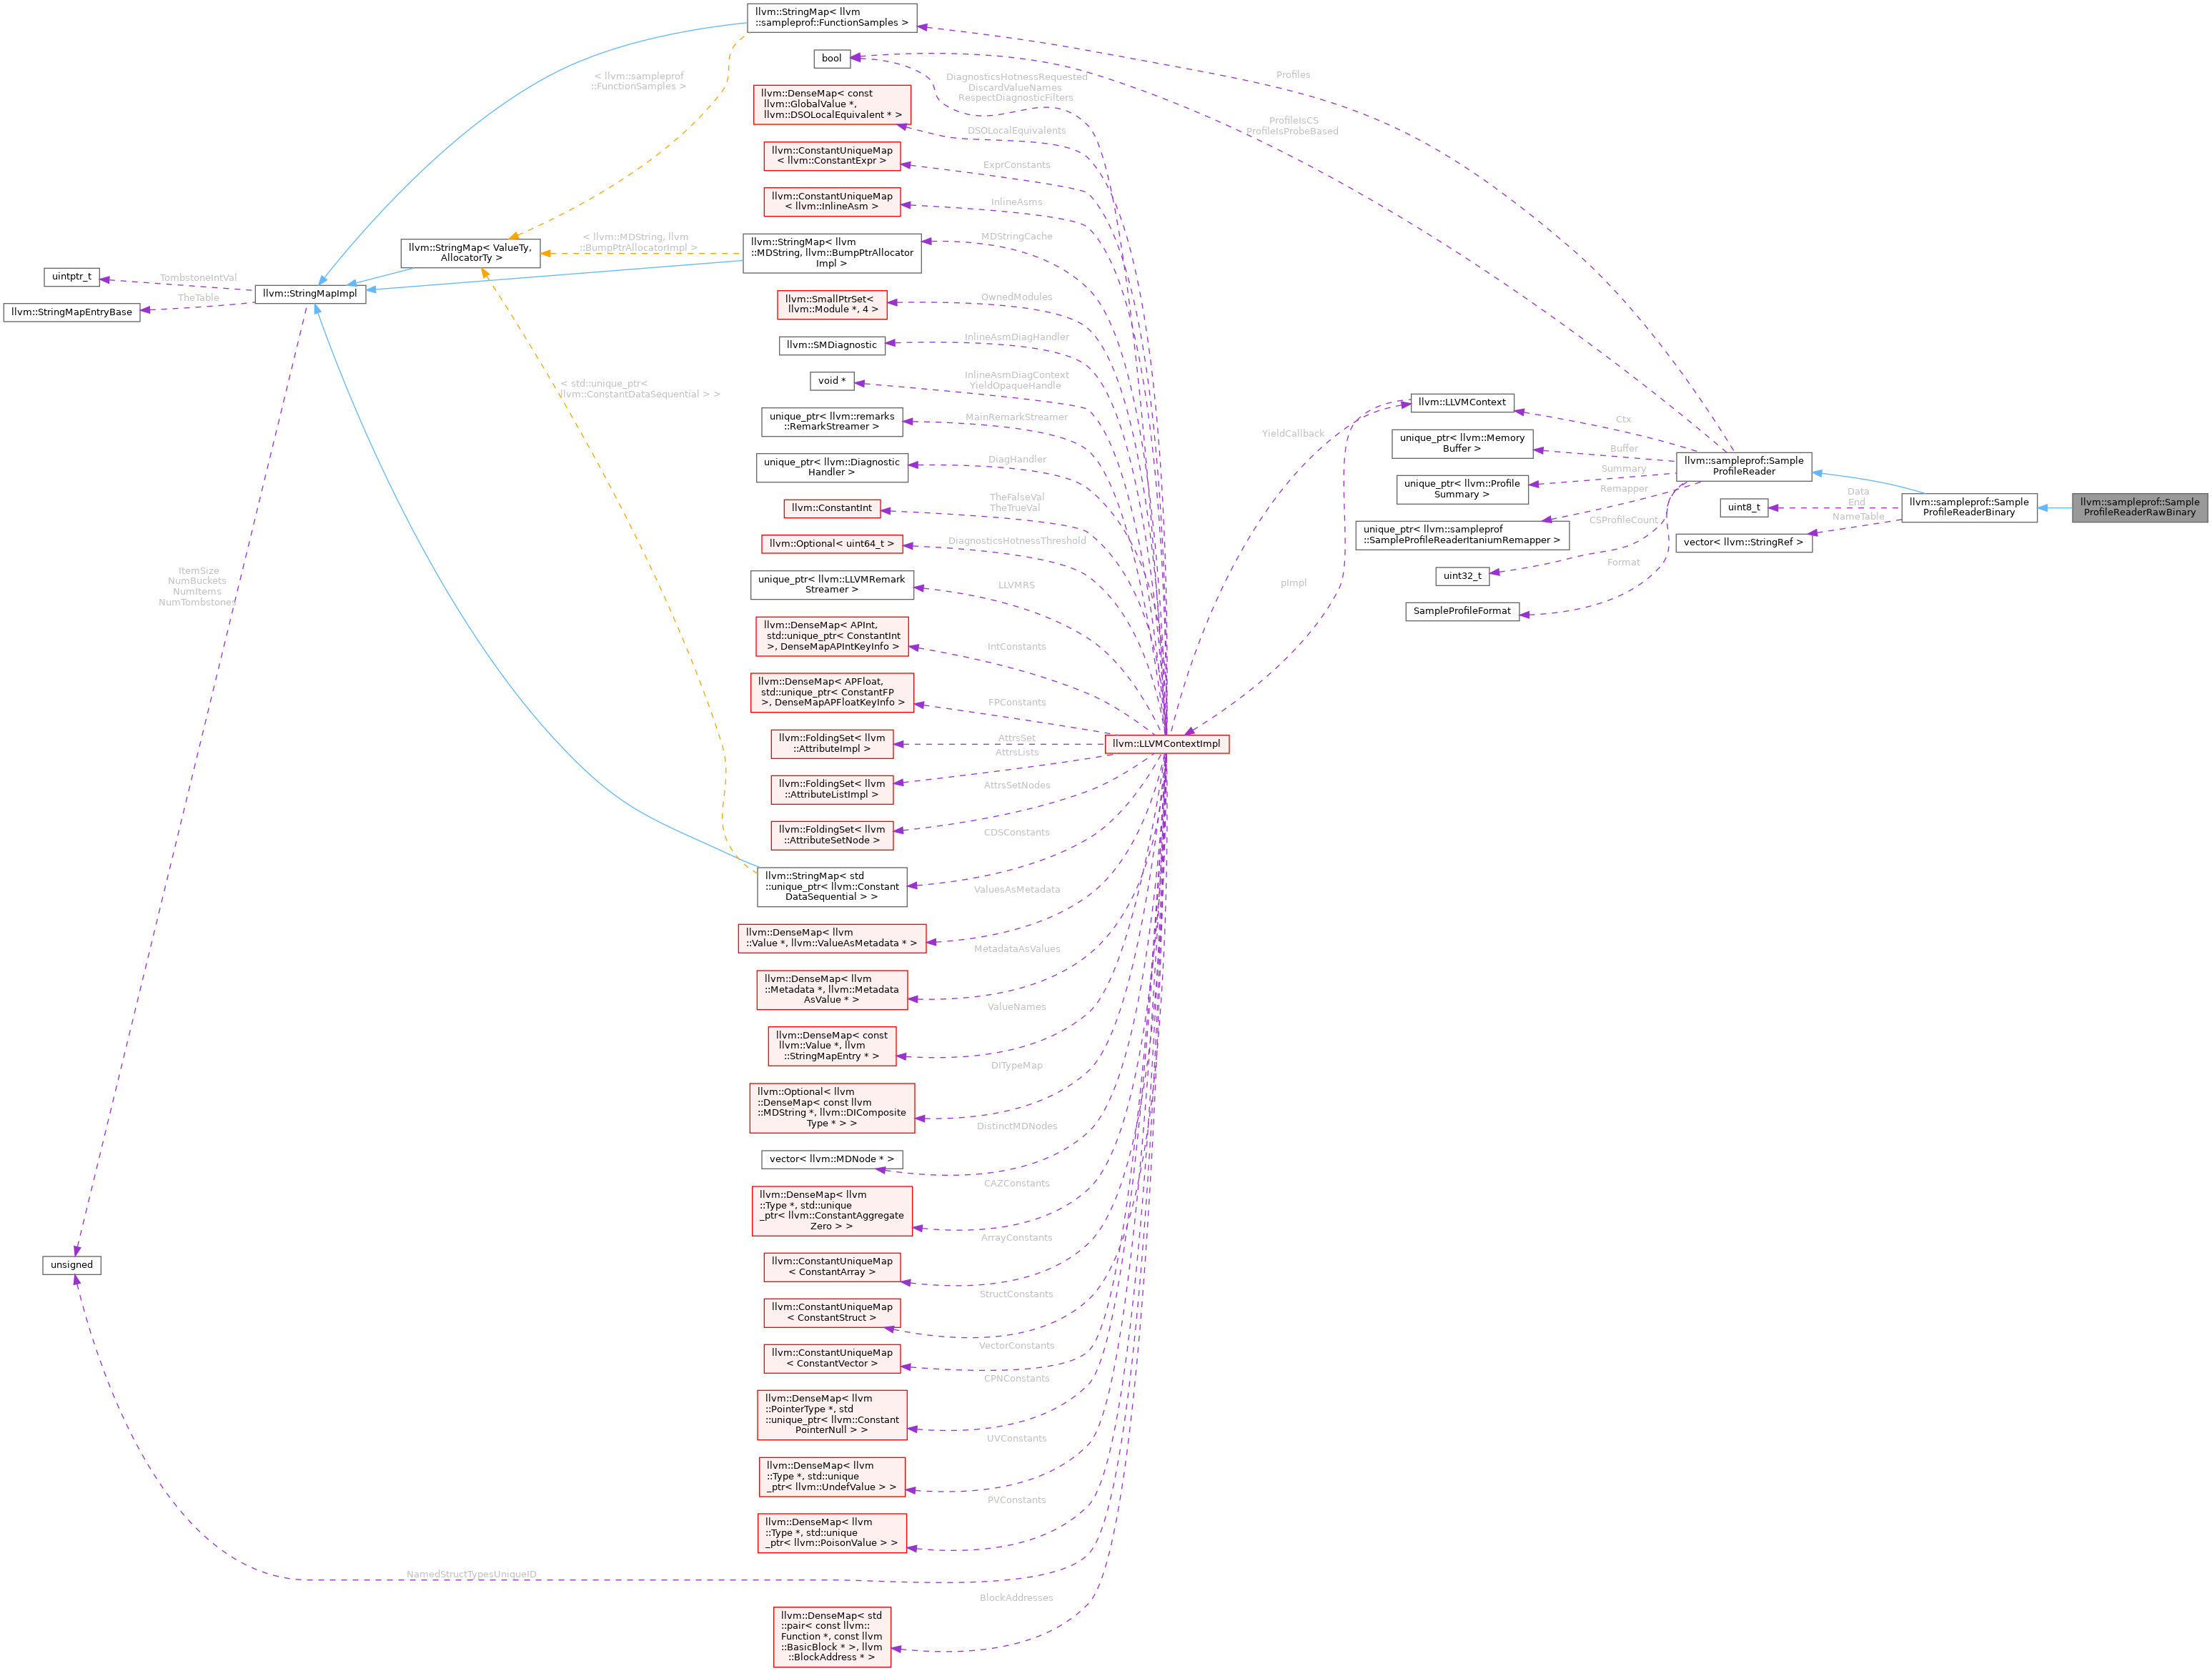 llvm::StringMap< llvm
::sampleprof::FunctionSamples >
bool
llvm::DenseMap< const
llvm::GlobalValue *,
llvm::DSOLocalEquivalent * >
llvm::ConstantUniqueMap
< llvm::ConstantExpr >
llvm::ConstantUniqueMap
< llvm::InlineAsm >
llvm::StringMap< llvm
::MDString, llvm::BumpPtrAllocator
Impl >
llvm::SmallPtrSet<
llvm::Module *, 4 >
llvm::SMDiagnostic
void *
unique_ptr< llvm::remarks
::RemarkStreamer >
unique_ptr< llvm::Diagnostic
Handler >
llvm::ConstantInt
llvm::Optional< uint64_t >
unique_ptr< llvm::LLVMRemark
Streamer >
llvm::DenseMap< APInt,
std::unique_ptr< ConstantInt
>, DenseMapAPIntKeyInfo >
llvm::DenseMap< APFloat,
std::unique_ptr< ConstantFP
>, DenseMapAPFloatKeyInfo >
llvm::FoldingSet< llvm
::AttributeImpl >
llvm::FoldingSet< llvm
::AttributeListImpl >
llvm::FoldingSet< llvm
::AttributeSetNode >
llvm::StringMap< std
::unique_ptr< llvm::Constant
DataSequential > >
llvm::DenseMap< llvm
::Value *, llvm::ValueAsMetadata * >
llvm::DenseMap< llvm
::Metadata *, llvm::Metadata
AsValue * >
llvm::DenseMap< const
llvm::Value *, llvm
::StringMapEntry * >
llvm::Optional< llvm
::DenseMap< const llvm
::MDString *, llvm::DIComposite
Type * > >
vector< llvm::MDNode * >
llvm::DenseMap< llvm
::Type *, std::unique
_ptr< llvm::ConstantAggregate
Zero > >
llvm::ConstantUniqueMap
< ConstantArray >
llvm::ConstantUniqueMap
< ConstantStruct >
llvm::ConstantUniqueMap
< ConstantVector >
llvm::DenseMap< llvm
::PointerType *, std
::unique_ptr< llvm::Constant
PointerNull > >
llvm::DenseMap< llvm
::Type *, std::unique
_ptr< llvm::UndefValue > >
llvm::DenseMap< llvm
::Type *, std::unique
_ptr< llvm::PoisonValue > >
llvm::DenseMap< std
::pair< const llvm::
Function *, const llvm
::BasicBlock * >, llvm
::BlockAddress * >
< llvm::sampleprof
::FunctionSamples >
< llvm::MDString, llvm
::BumpPtrAllocatorImpl >
< std::unique_ptr<
llvm::ConstantDataSequential > >
llvm::StringMap< ValueTy,
AllocatorTy >
uintptr_t
llvm::StringMapEntryBase
llvm::StringMapImpl
TombstoneIntVal
TheTable
ItemSize
NumBuckets
NumItems
NumTombstones
unsigned
NamedStructTypesUniqueID
DiagnosticsHotnessRequested
DiscardValueNames
RespectDiagnosticFilters
DSOLocalEquivalents
ExprConstants
InlineAsms
MDStringCache
OwnedModules
InlineAsmDiagHandler
InlineAsmDiagContext
YieldOpaqueHandle
MainRemarkStreamer
DiagHandler
TheFalseVal
TheTrueVal
DiagnosticsHotnessThreshold
LLVMRS
IntConstants
FPConstants
AttrsSet
AttrsLists
AttrsSetNodes
CDSConstants
ValuesAsMetadata
MetadataAsValues
ValueNames
DITypeMap
DistinctMDNodes
CAZConstants
ArrayConstants
StructConstants
VectorConstants
CPNConstants
UVConstants
PVConstants
BlockAddresses
llvm::LLVMContextImpl
Profiles
ProfileIsCS
ProfileIsProbeBased
YieldCallback
pImpl
llvm::LLVMContext
unique_ptr< llvm::Memory
Buffer >
unique_ptr< llvm::Profile
Summary >
unique_ptr< llvm::sampleprof
::SampleProfileReaderItaniumRemapper >
uint32_t
SampleProfileFormat
Ctx
Buffer
Summary
Remapper
CSProfileCount
Format
llvm::sampleprof::Sample
ProfileReader
uint8_t
vector< llvm::StringRef >
Data
End
NameTable
llvm::sampleprof::Sample
ProfileReaderBinary
llvm::sampleprof::Sample
ProfileReaderRawBinary